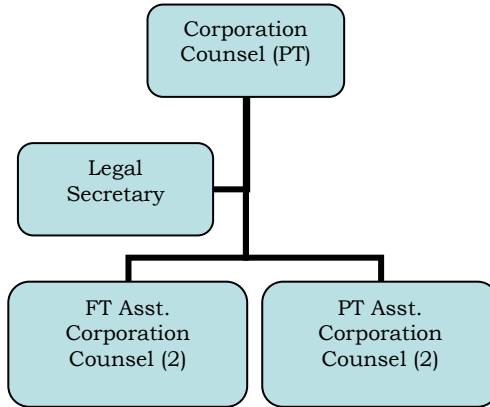 Corporation
Counsel (PT)
Legal
Secretary
FT Asst.
Corporation
Counsel (2)
PT Asst.
Corporation
Counsel (2)